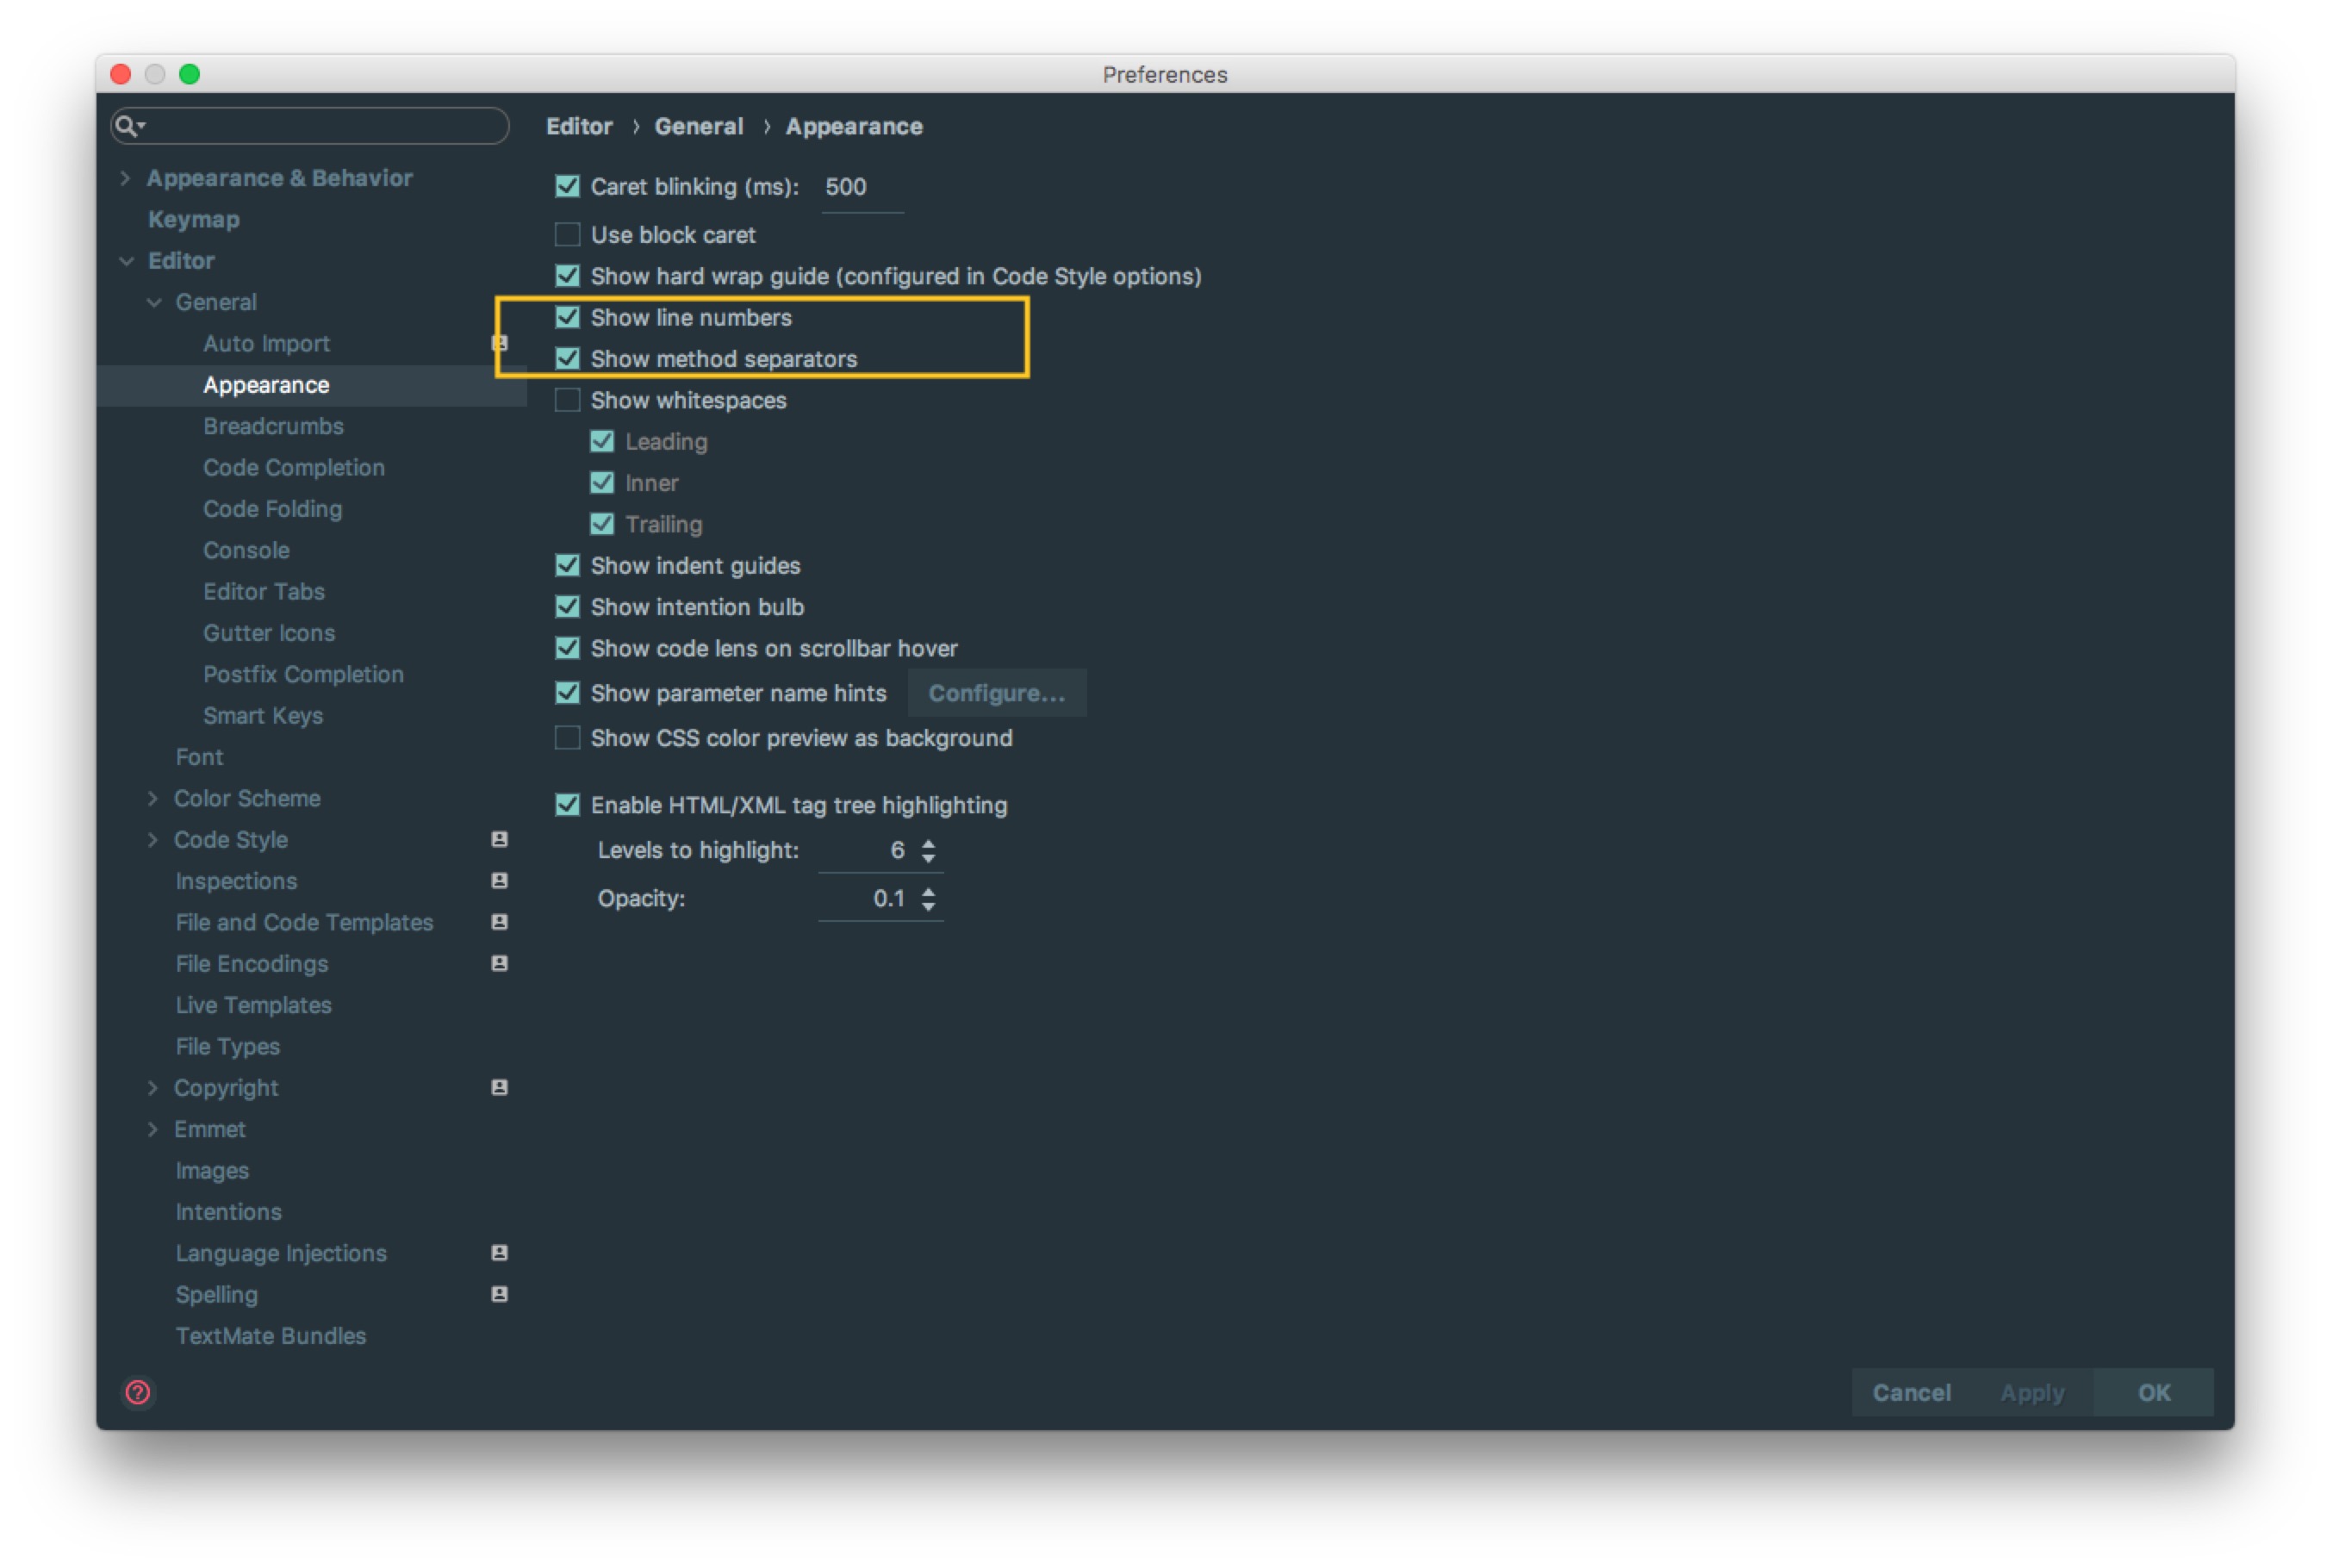 Preferences
Appearance & Behavior
Keymap
Editor
General
Auto Import
Appearance
Breadcrumbs
Code Completion
Code Folding
Console
Editor Tabs
Gutter Icons
Postfix Completion
Smart Keys
Font
Color Scheme
Code Style
Inspections
File and Code Templates
File Encodings
Live Templates
File Types
Copyright
Emmet
Images
Intentions
Language Injections
Spelling
TextMate Bundles
Editor › General › Appearance
Caret blinking (ms): 500
Use block caret
Show hard wrap guide (configured in Code Style options)
Show line numbers
Show method separators
Show whitespaces
Leading
Inner
Trailing
Show indent guides
Show intention bulb
Show code lens on scrollbar hover
Show parameter name hints Configure...
Show CSS color preview as background
Enable HTML/XML tag tree highlighting
Levels to highlight: 6
Opacity: 0.1
? Cancel Apply OK